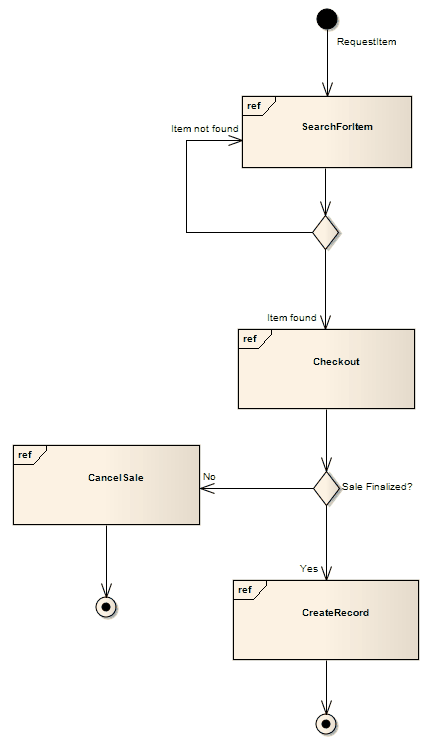 RequestItem
ref
SearchForItem
Item not found
Item found
ref
Checkout
ref
CancelSale
No
Sale Finalized?
Yes
ref
CreateRecord